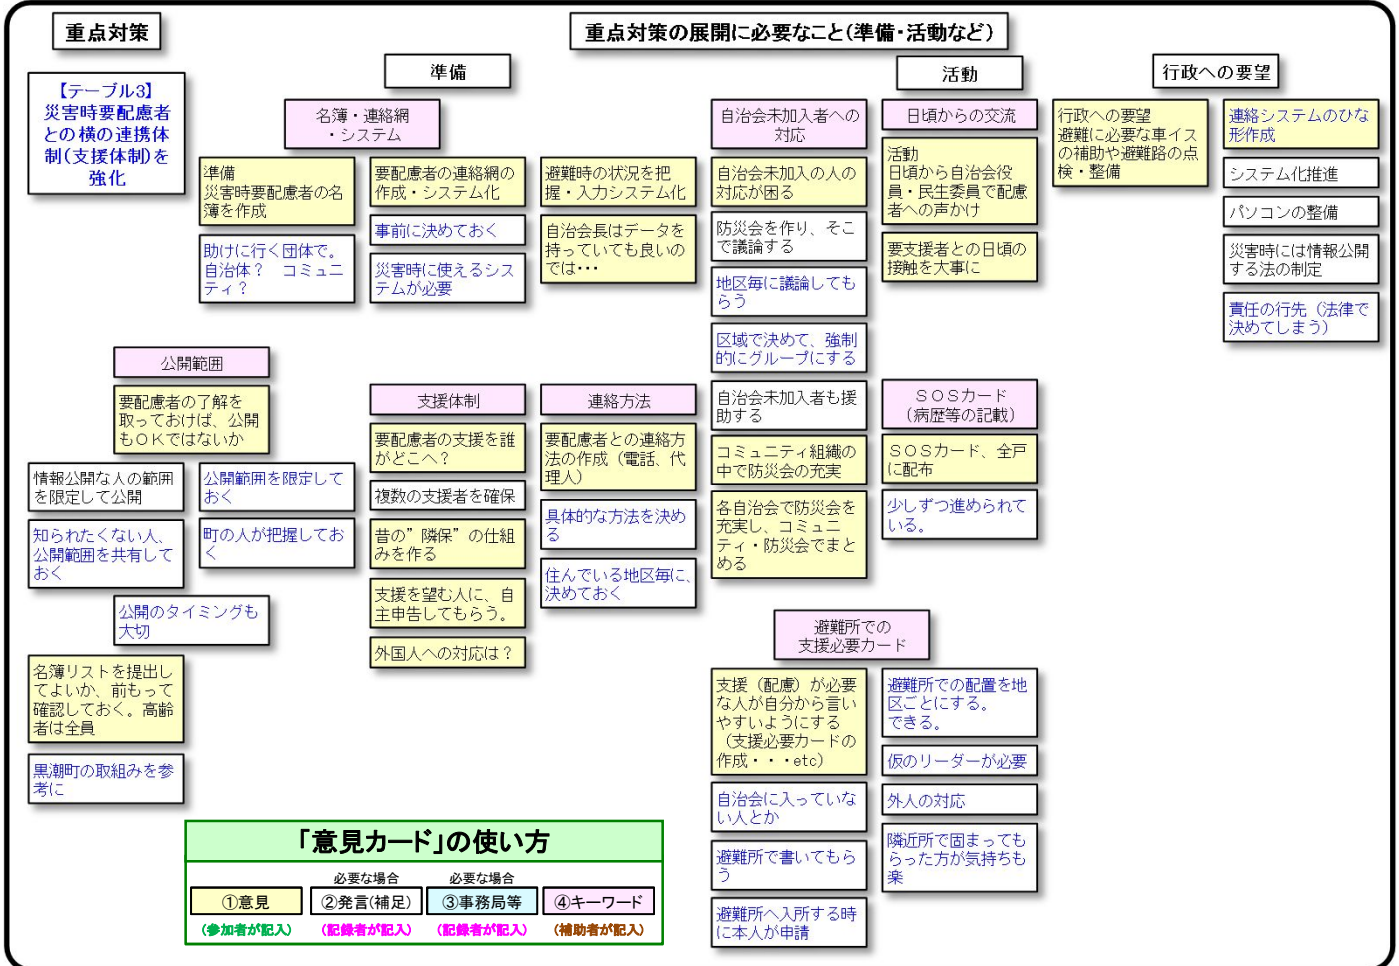 重点対策
重点対策の展開に必要なこと(準備・活動など)
準備
活動
行政への要望
【テーブル3】
災害時要配慮者
との横の連携体
制(支援体制)を
強化
名簿・連絡網
・システム
準備
災害時要配慮者の名
簿を作成
助けに行く団体で。
自治体？　コミュニ
ティ？
要配慮者の連絡網の
作成・システム化
事前に決めておく
災害時に使えるシス
テムが必要
避難時の状況を把
握・入力システム化
自治会長はデータを
持っていても良いの
では・・・
自治会未加入者への
対応
自治会未加入の人の
対応が困る
防災会を作り、そこ
で議論する
地区毎に議論しても
らう
区域で決めて、強制
的にグループにする
自治会未加入者も援
助する
コミュニティ組織の
中で防災会の充実
各自治会で防災会を
充実し、コミュニ
ティ・防災会でまと
める
日頃からの交流
活動
日頃から自治会役
員・民生委員で配慮
者への声かけ
要支援者との日頃の
接触を大事に
行政への要望
避難に必要な車イス
の補助や避難路の点
検・整備
連絡システムのひな
形作成
システム化推進
パソコンの整備
災害時には情報公開
する法の制定
責任の行先（法律で
決めてしまう）
公開範囲
要配慮者の了解を
取っておけば、公開
もＯＫではないか
情報公開な人の範囲
を限定して公開
公開範囲を限定して
おく
知られたくない人、
公開範囲を共有して
おく
町の人が把握してお
く
公開のタイミングも
大切
名簿リストを提出し
てよいか、前もって
確認しておく。高齢
者は全員
黒潮町の取組みを参
考に
支援体制
要配慮者の支援を誰
がどこへ？
複数の支援者を確保
昔の”隣保”の仕組
みを作る
支援を望む人に、自
主申告してもらう。
外国人への対応は？
連絡方法
要配慮者との連絡方
法の作成（電話、代
理人）
具体的な方法を決め
る
住んでいる地区毎に、
決めておく
ＳＯＳカード
（病歴等の記載）
ＳＯＳカード、全戸
に配布
少しずつ進められて
いる。
避難所での
支援必要カード
支援（配慮）が必要
な人が自分から言い
やすいようにする
（支援必要カードの
作成・・・etc）
自治会に入っていな
い人とか
避難所で書いてもら
う
避難所へ入所する時
に本人が申請
避難所での配置を地
区ごとにする。
できる。
仮のリーダーが必要
外人の対応
隣近所で固まっても
らった方が気持ちも
楽
「意見カード」の使い方
必要な場合
必要な場合
①意見
②発言(補足)
③事務局等
④キーワード
(参加者が記入)
(記録者が記入)
(記録者が記入)
(補助者が記入)